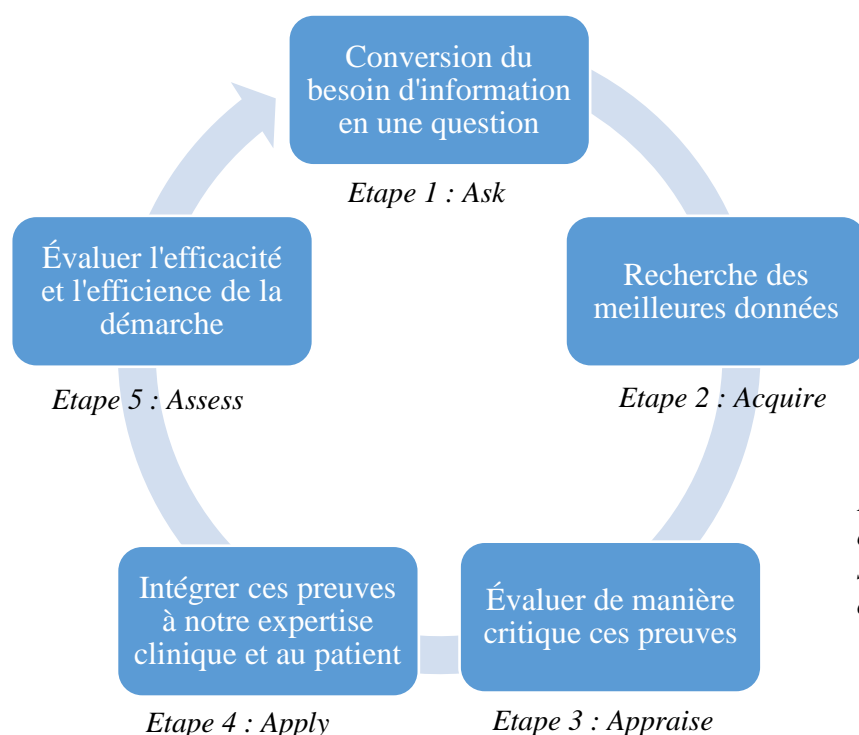 Conversion du
besoin d'information
en une question
Etape 1 : Ask
Recherche des
meilleures données
Etape 2 : Acquire
Évaluer de manière
critique ces preuves
Etape 3 : Appraise
Intégrer ces preuves
à notre expertise
clinique et au patient
Etape 4 : Apply
Évaluer l'efficacité
et l'efficience de la
démarche
Etape 5 : Assess